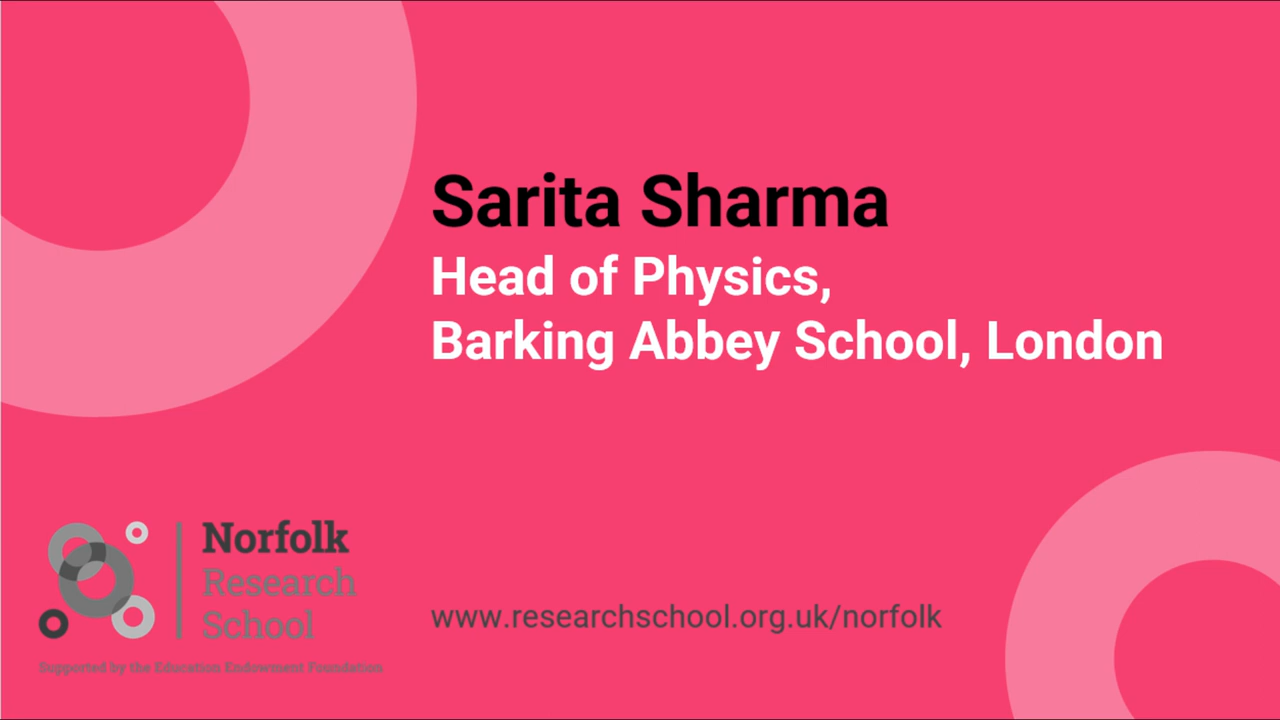 Sarita Sharma
Head of Physics,
Barking Abbey School, London
Norfolk
Research
School
www.researchschool.org.uk/norfolk
Supported by the Education Endowment Foundation